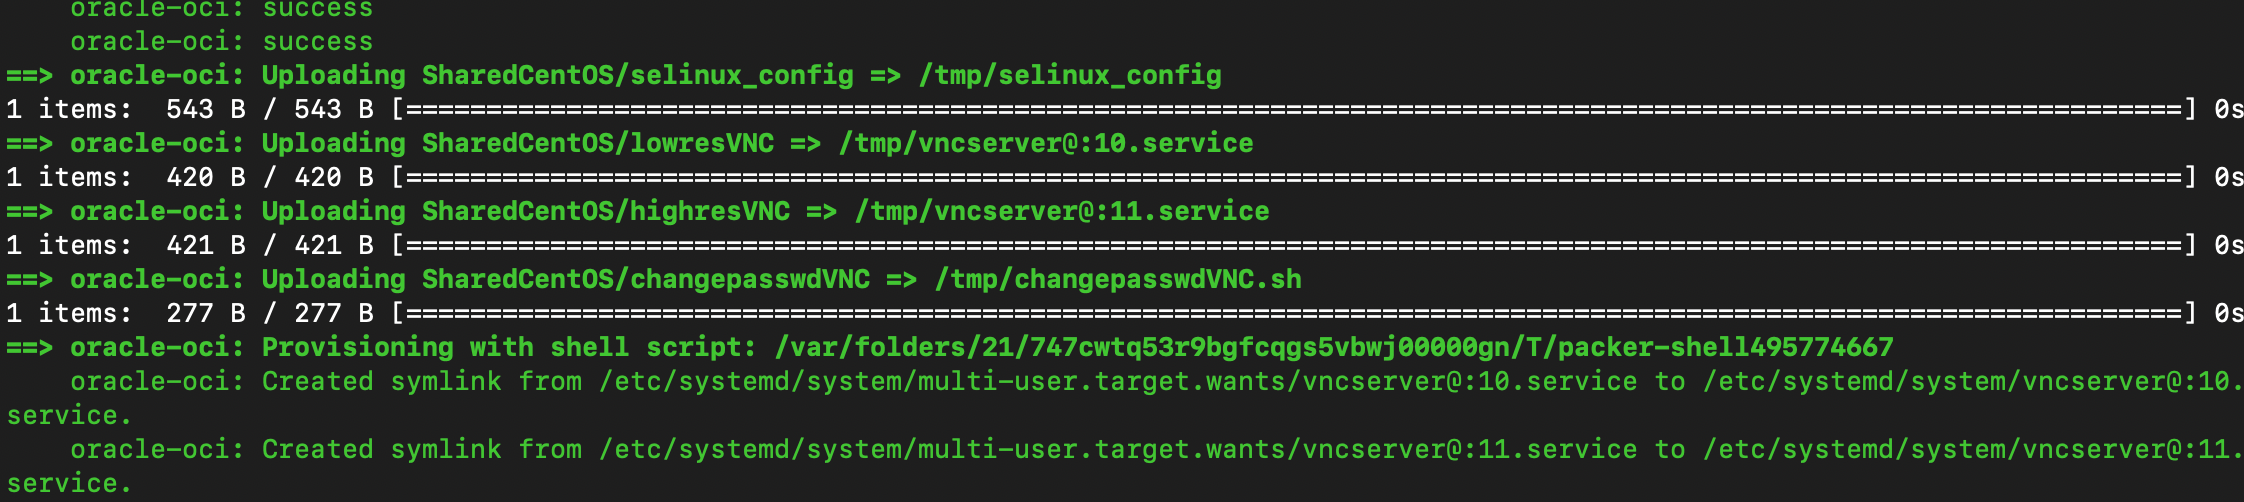 oracle-oci: success
oracle-oci: success
==> oracle-oci: Uploading SharedCentOS/selinux_config => /tmp/selinux_config
1 items:  543 B / 543 B [===============================================================================================================] 0s
==> oracle-oci: Uploading SharedCentOS/lowresVNC => /tmp/vncserver@:10.service
1 items:  420 B / 420 B [===============================================================================================================] 0s
==> oracle-oci: Uploading SharedCentOS/highresVNC => /tmp/vncserver@:11.service
1 items:  421 B / 421 B [===============================================================================================================] 0s
==> oracle-oci: Uploading SharedCentOS/changepasswdVNC => /tmp/changepasswdVNC.sh
1 items:  277 B / 277 B [===============================================================================================================] 0s
==> oracle-oci: Provisioning with shell script: /var/folders/21/747cwtq53r9bgfcqgs5vbwj00000gn/T/packer-shell495774667
oracle-oci: Created symlink from /etc/systemd/system/multi-user.target.wants/vncserver@:10.service to /etc/systemd/system/vncserver@:10.
service.
oracle-oci: Created symlink from /etc/systemd/system/multi-user.target.wants/vncserver@:11.service to /etc/systemd/system/vncserver@:11.
service.